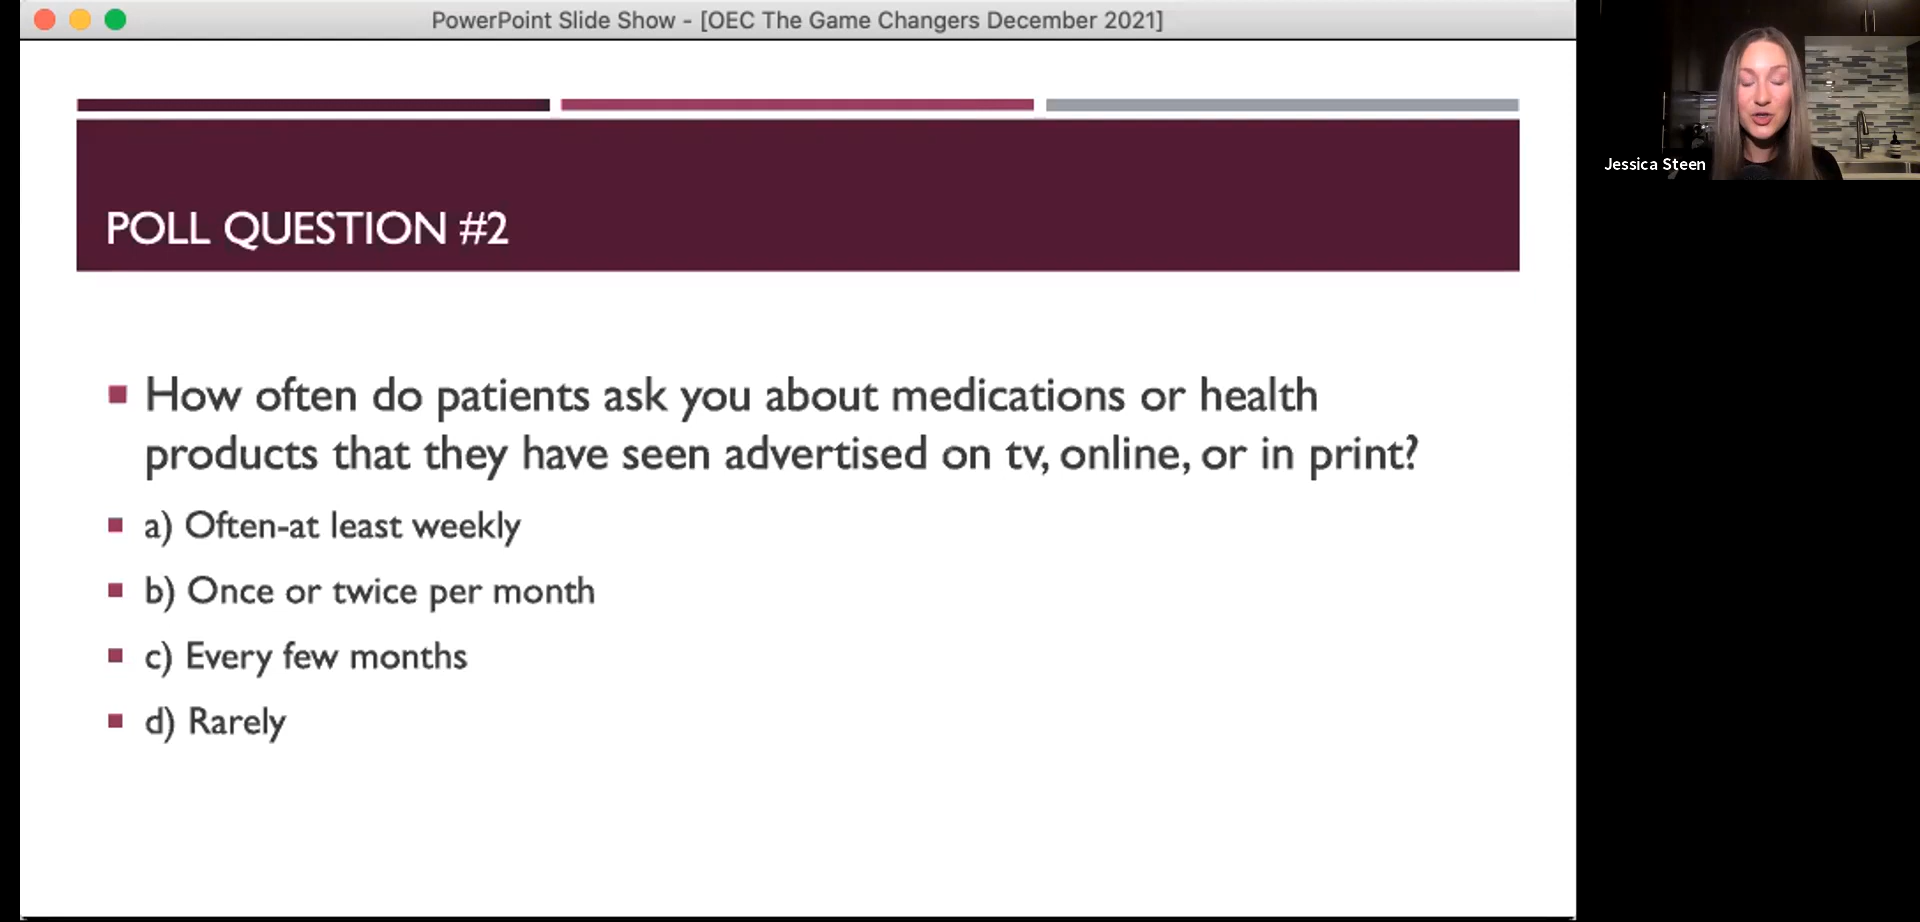 PowerPoint Slide Show - [OEC The Game Changers December 2021]
Jessica Steen
POLL QUESTION #2
How often do patients ask you about medications or health
products that they have seen advertised on tv, online, or in print?
a) Often-at least weekly
b) Once or twice per month
c) Every few months
d) Rarely